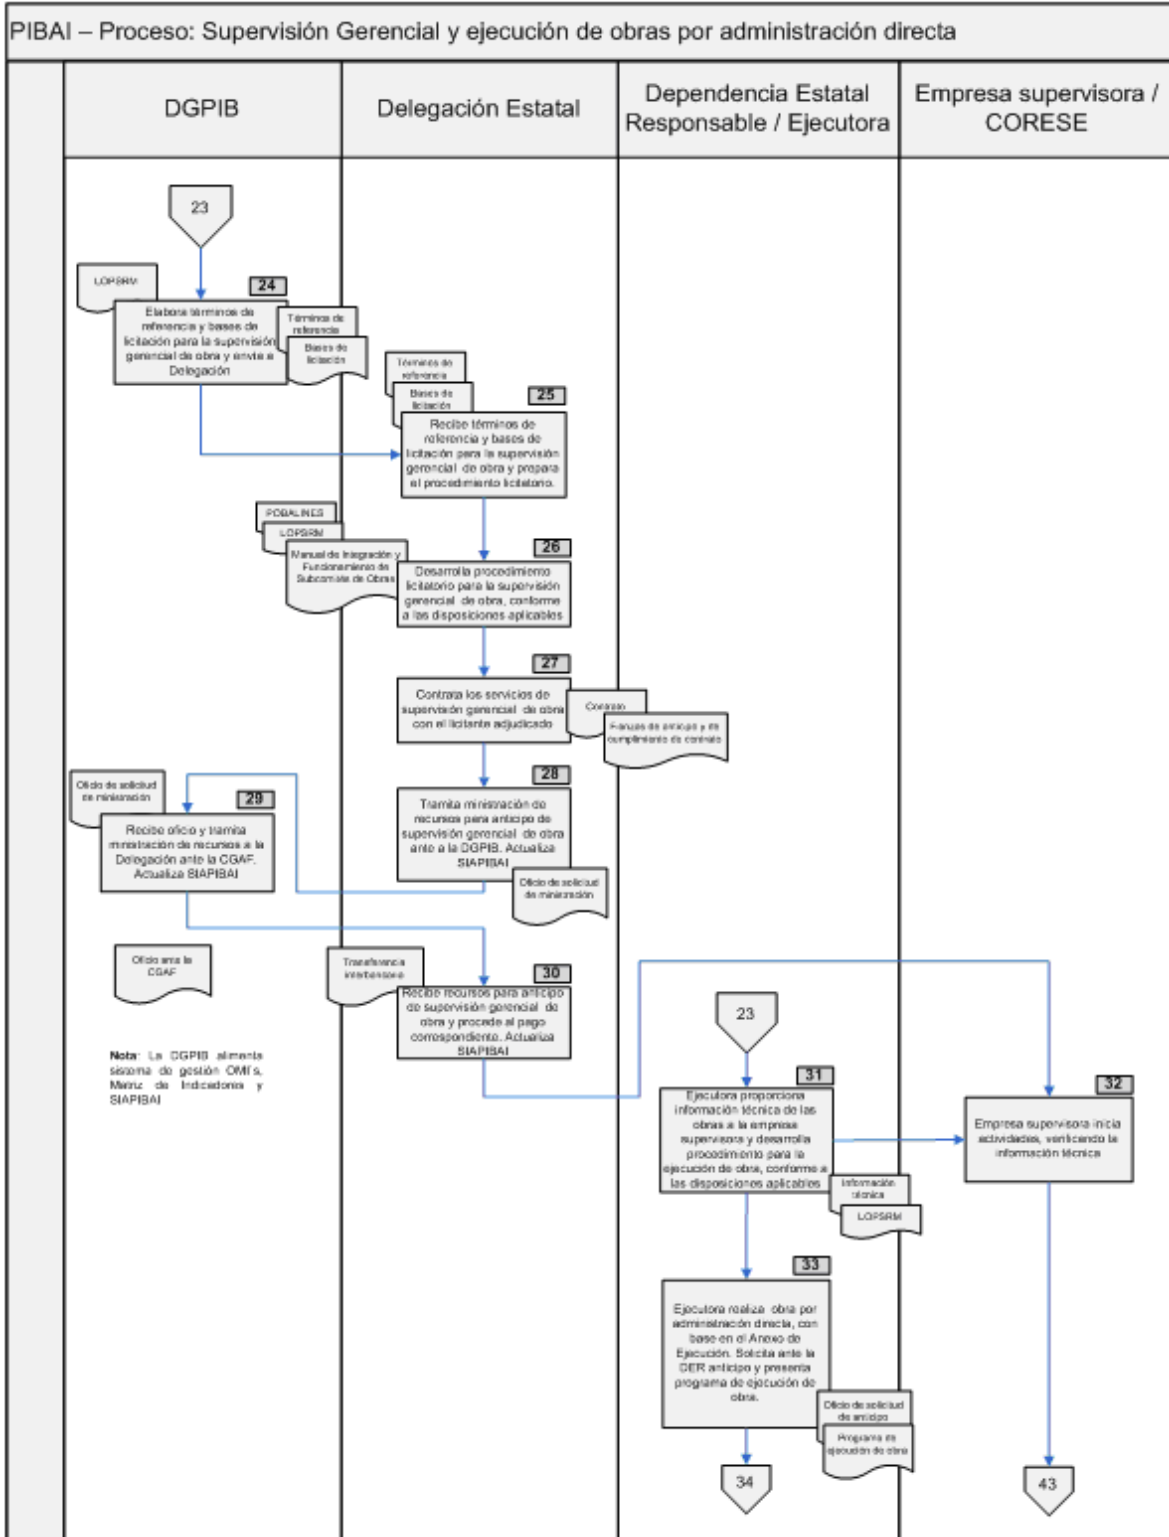 PIBAI – Proceso: Supervisión Gerencial y ejecución de obras por administración directa
DGPIB
Delegación Estatal
Dependencia Estatal
Responsable / Ejecutora
Empresa supervisora /
CORESE
23
LOPSRM
24
Elabora términos de
referencia y bases de
licitación para la supervisión
gerencial de obra y envía a
Delegación
Términos de
referencia
Bases de
licitación
Términos de
referencia
Bases de
licitación
25
Recibe términos de
referencia y bases de
licitación para la supervisión
gerencial de obra y prepara
el procedimiento licitatorio.
POBALINES
LOPSRM
Manual de Integración y
Funcionamiento de
Subcomités de Obras
26
Desarrolla procedimiento
licitatorio para la supervisión
gerencial de obra, conforme
a las disposiciones aplicables
27
Contrata los servicios de
supervisión gerencial de obra
con el licitante adjudicado
Contrato
Fianzas de anticipo y de
cumplimiento de contrato
28
Tramita ministración de
recursos para anticipo de
supervisión gerencial de obra
ante a la DGPIB. Actualiza
SIAPIBAI
Oficio de solicitud
de ministración
Oficio de solicitud
de ministración
29
Recibe oficio y tramita
ministración de recursos a la
Delegación ante la CGAF.
Actualiza SIAPIBAI
Oficio ante la
CGAF
Transferencia
interbancaria
30
Recibe recursos para anticipo
de supervisión gerencial de
obra y procede al pago
correspondiente. Actualiza
SIAPIBAI
Nota: La DGPIB alimenta
sistema de gestión OMI's,
Matriz de Indicadores y
SIAPIBAI
23
31
Ejecutora proporciona
información técnica de las
obras a la empresa
supervisora y desarrolla
procedimiento para la
ejecución de obra, conforme a
las disposiciones aplicables
Información
técnica
LOPSRM
32
Empresa supervisora inicia
actividades, verificando la
información técnica
33
Ejecutora realiza obra por
administración directa, con
base en el Anexo de
Ejecución. Solicita ante la
DER anticipo y presenta
programa de ejecución de
obra.
Oficio de solicitud
de anticipo
Programa de
ejecución de obra
34
43